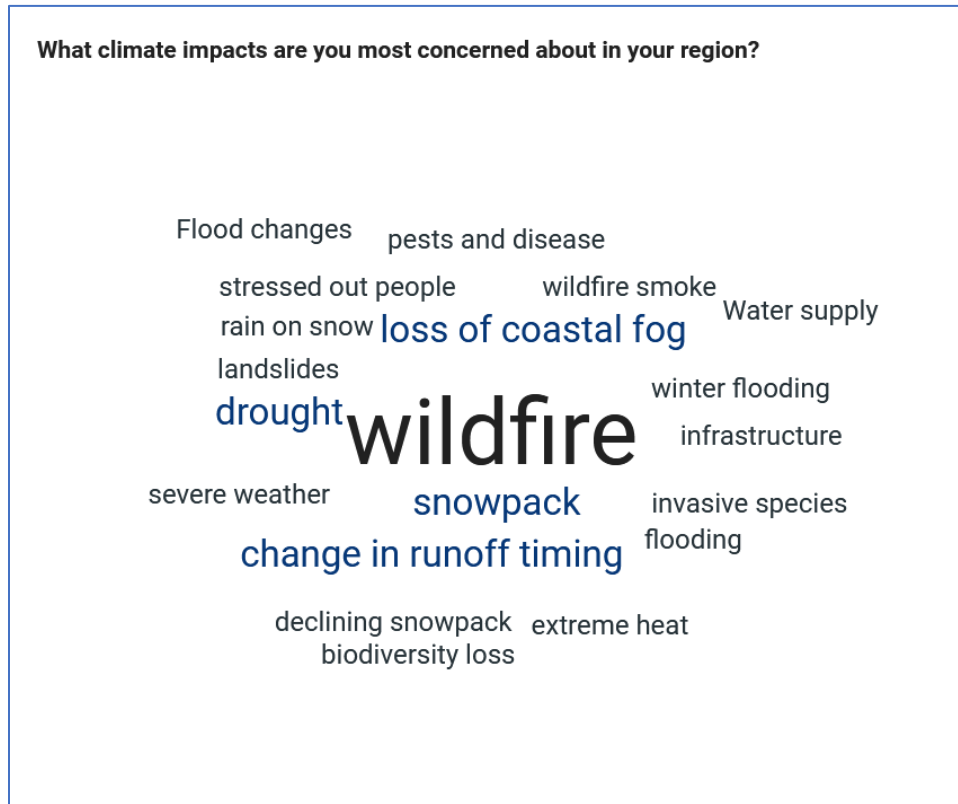 What climate impacts are you most concerned about in your region?
Flood changes
pests and disease
stressed out people
wildfire smoke
Water supply
rain on snow
loss of coastal fog
landslides
winter flooding
drought
wildfire
infrastructure
severe weather
snowpack
invasive species
flooding
change in runoff timing
declining snowpack
extreme heat
biodiversity loss